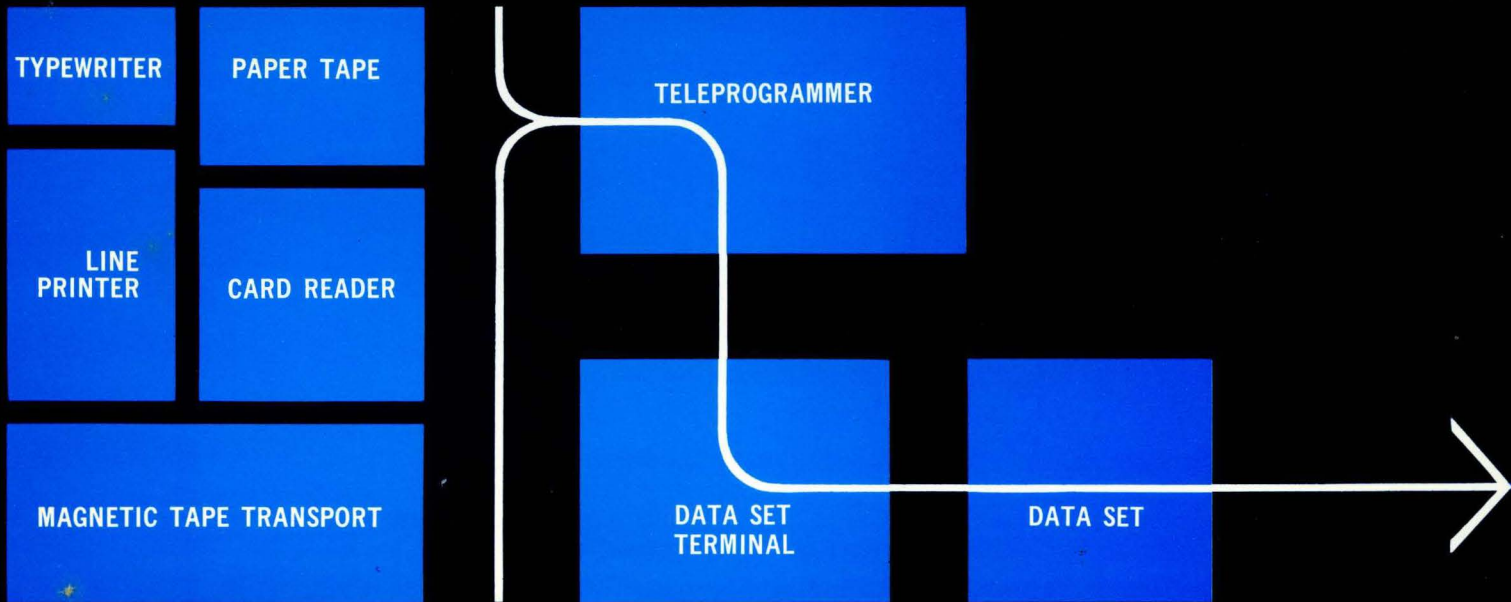 TYPEWRITER
PAPER TAPE
TELEPROGRAMMER
LINE
PRINTER
CARD READER
MAGNETIC TAPE TRANSPORT
DATA SET
TERMINAL
DATA SET